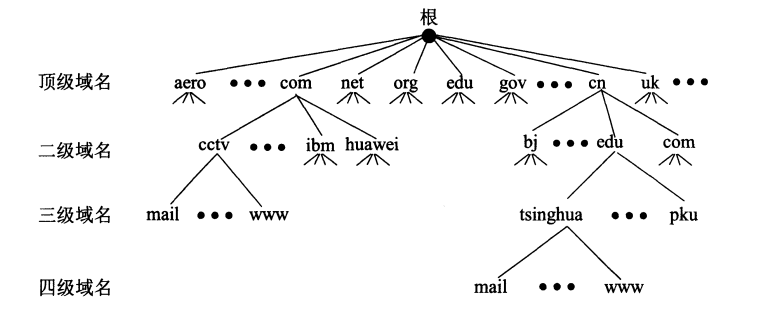 根
顶级域名 aero ••• com net org edu gov ••• cn uk •••
二级域名 cctv ••• ibm huawei bj ••• edu com
三级域名 mail ••• www tsinghua ••• pku
四级域名 mail ••• www